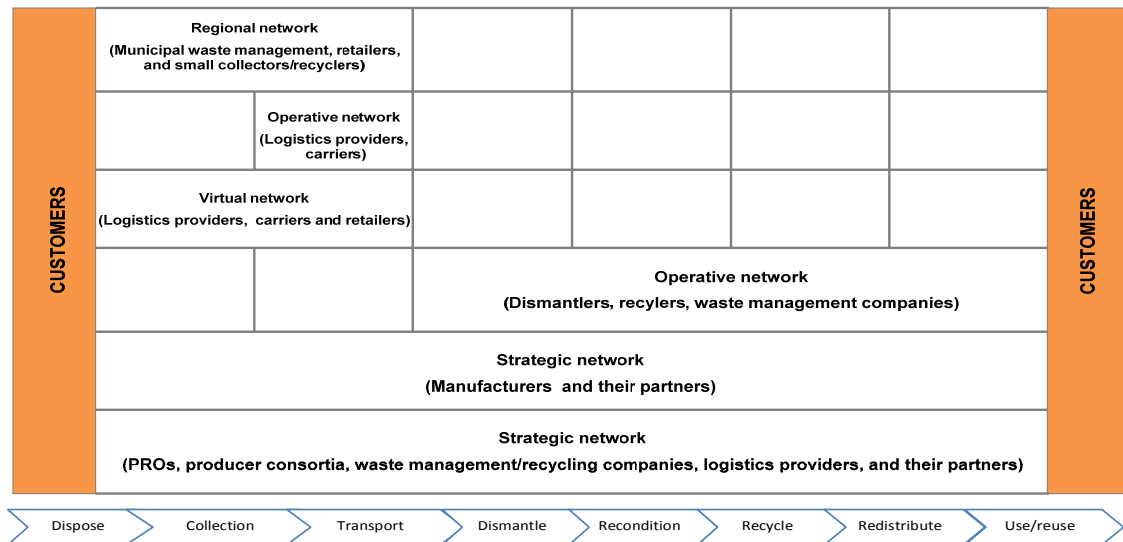 CUSTOMERS
Regional network
(Municipal waste management, retailers,
and small collectors/recyclers)
Operative network
(Logistics providers,
carriers)
Virtual network
(Logistics providers, carriers and retailers)
Operative network
(Dismantlers, recylers, waste management companies)
Strategic network
(Manufacturers and their partners)
Strategic network
(PROs, producer consortia, waste management/recycling companies, logistics providers, and their partners)
CUSTOMERS
Dispose
Collection
Transport
Dismantle
Recondition
Recycle
Redistribute
Use/reuse